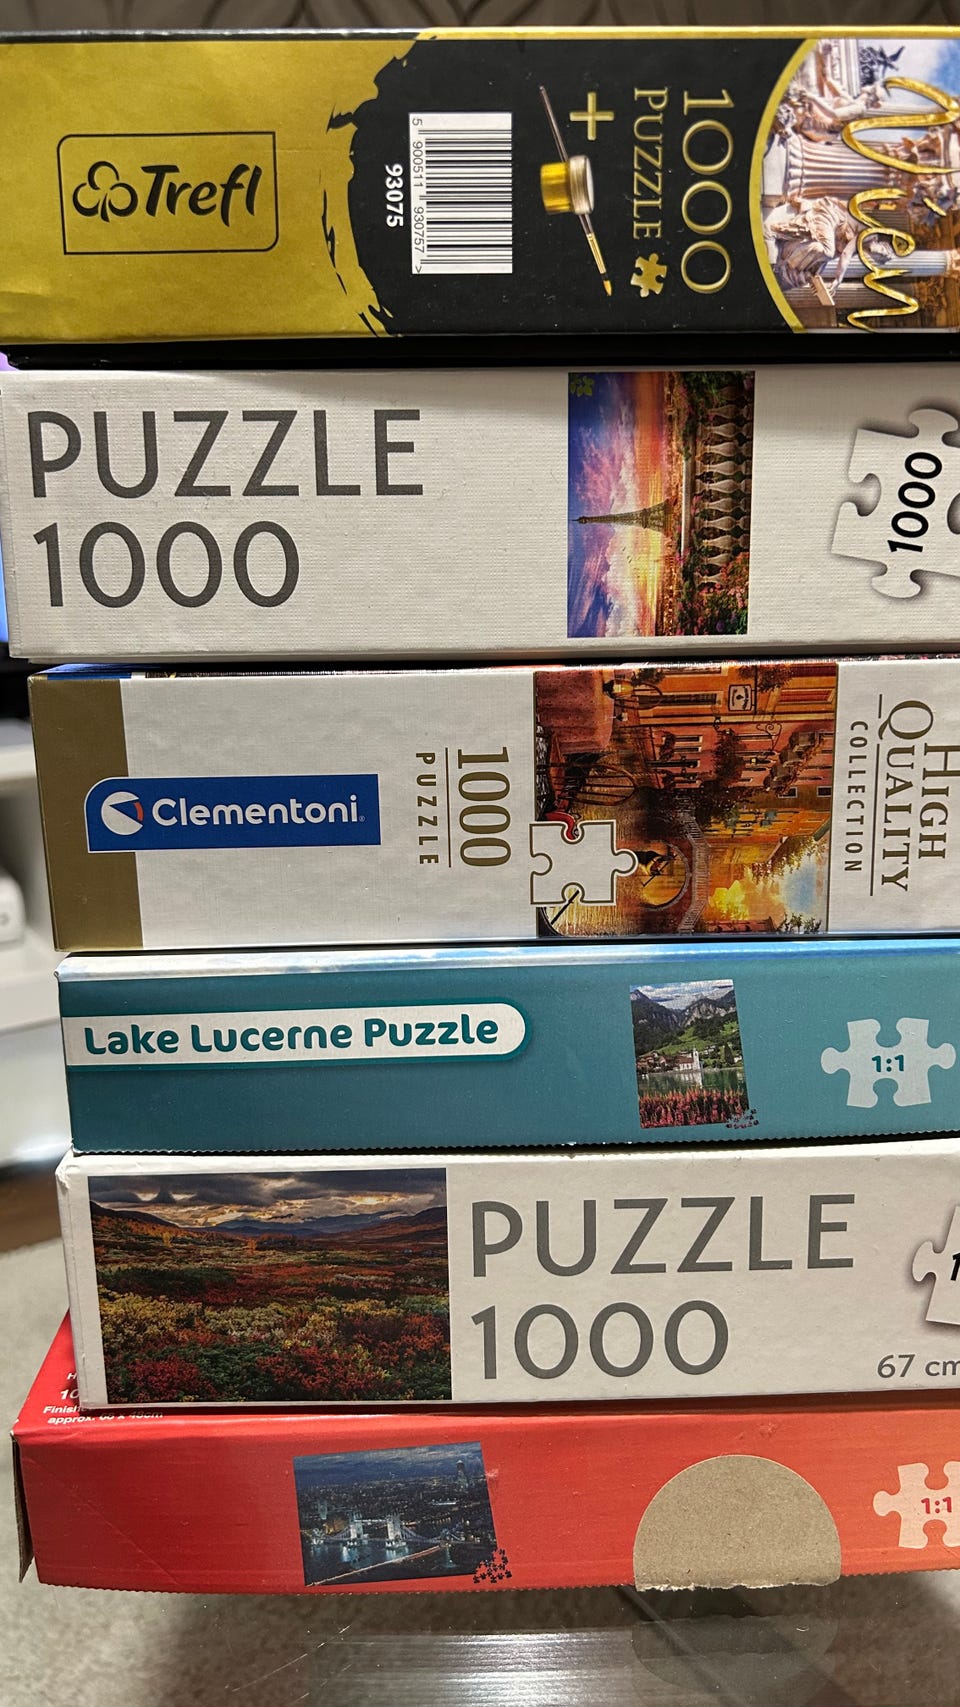 Trefl
5 900511 930757 >
93075
+
1000
PUZZLE
Wien
PUZZLE
1000
1000
Clementoni®
1000
PUZZLE
HIGH
QUALITY
COLLECTION
Lake Lucerne Puzzle
1:1
PUZZLE
1000
67 cm
approx.
1:1